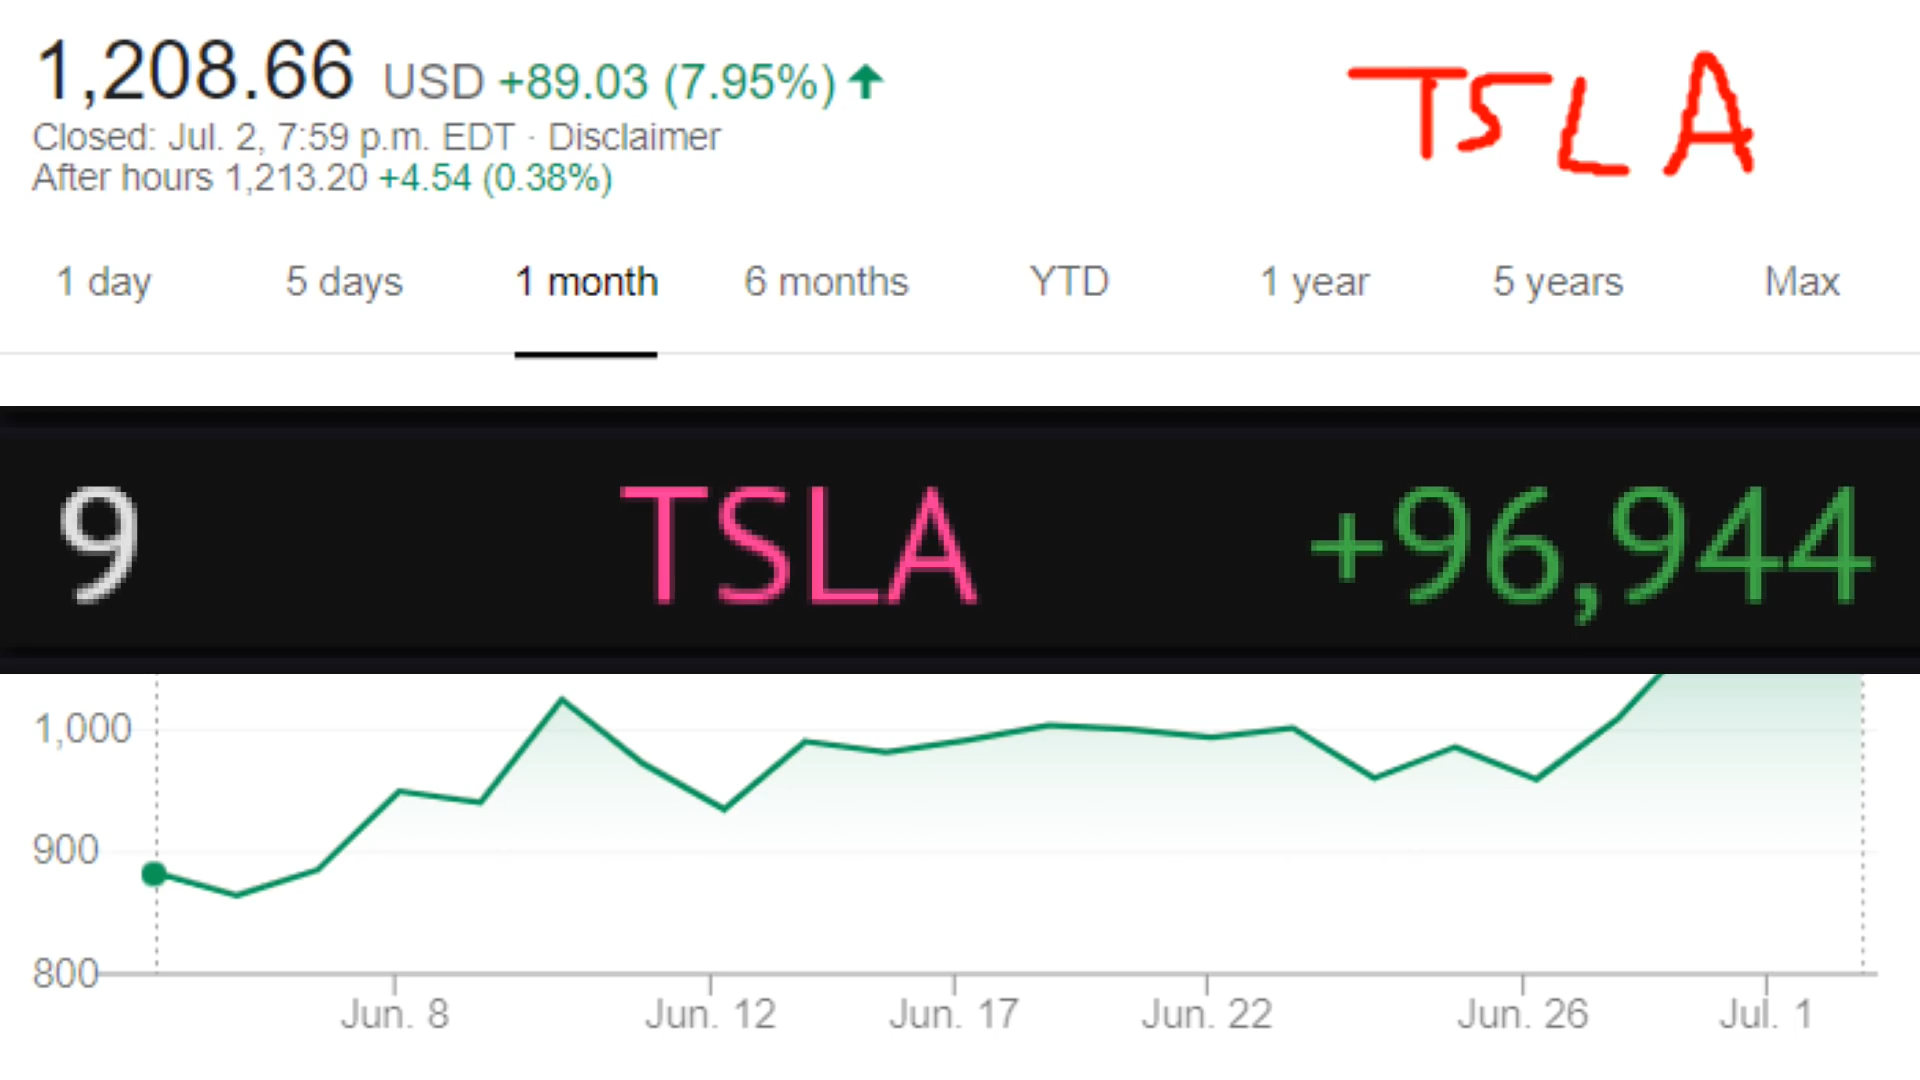 1,208.66 USD +89.03 (7.95%)
TSLA
Closed: Jul. 2, 7:59 p.m. EDT · Disclaimer
After hours 1,213.20 +4.54 (0.38%)
1 day 5 days 1 month 6 months YTD 1 year 5 years Max
9 TSLA +96,944
1,000
900
800
Jun. 8 Jun. 12 Jun. 17 Jun. 22 Jun. 26 Jul. 1